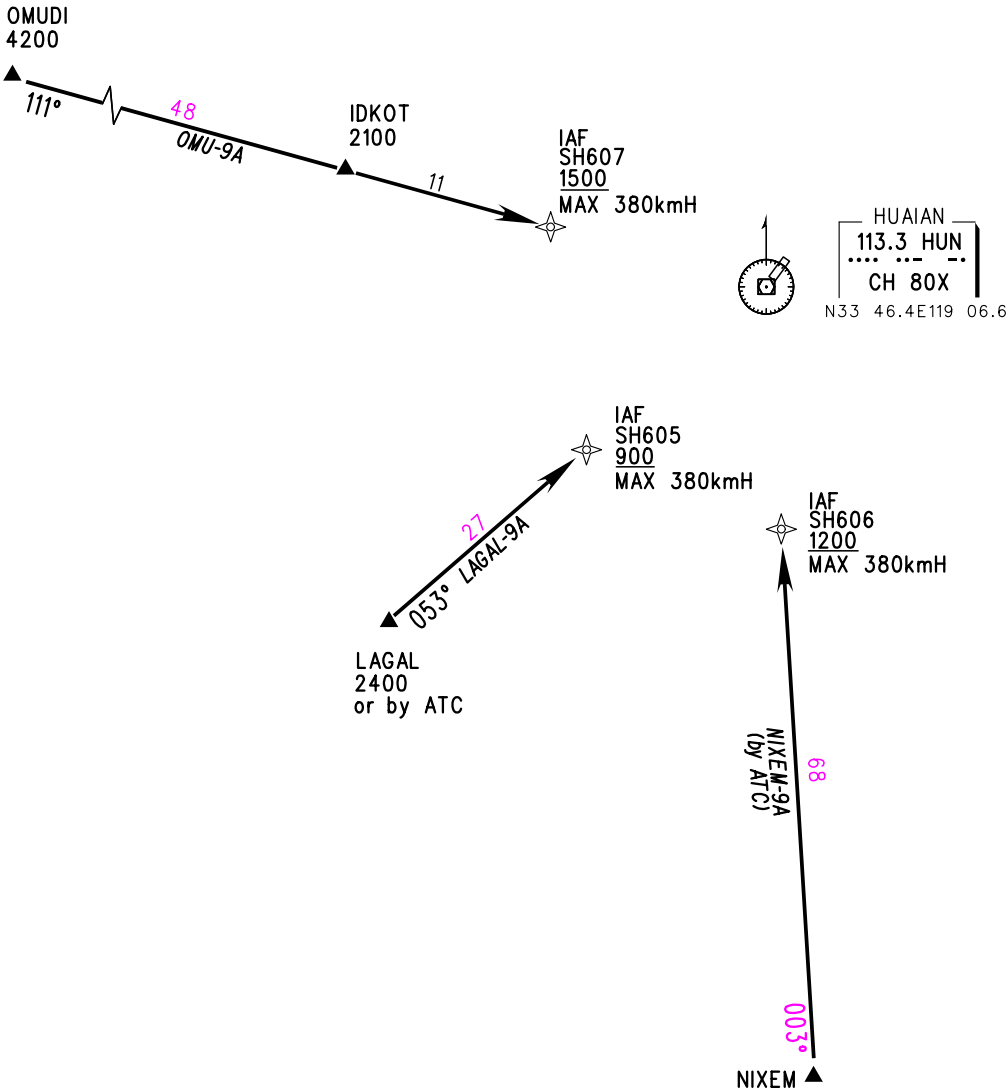 OMUDI
4200
111°
48
OMU-9A
IDKOT
2100
11
IAF
SH607
1500
MAX 380kmH
HUAIAN
113.3 HUN
CH 80X
N33 46.4E119 06.6
IAF
SH605
900
MAX 380kmH
27
053° LAGAL-9A
LAGAL
2400
or by ATC
IAF
SH606
1200
MAX 380kmH
NIXEM-9A
(by ATC)
68
003°
NIXEM